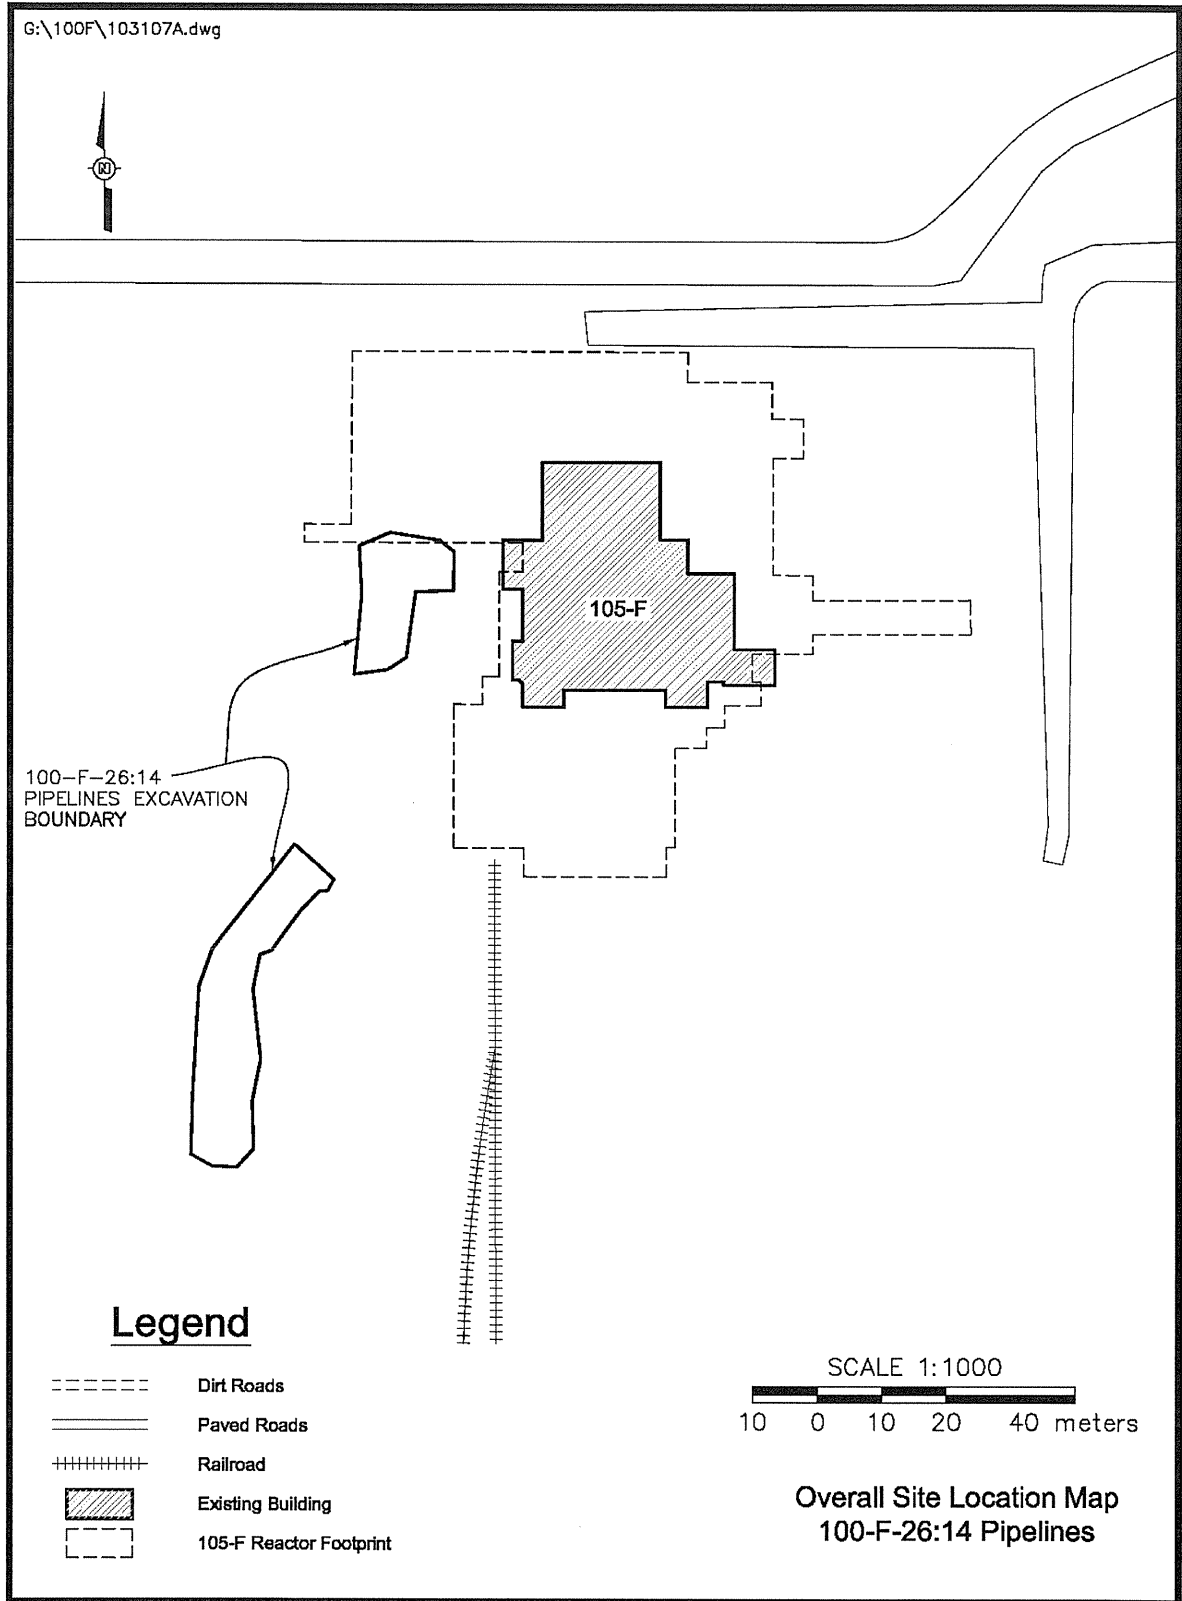 G:\100F\103107A.dwg
N
105-F
100-F-26:14
PIPELINES EXCAVATION
BOUNDARY
Legend
Dirt Roads
Paved Roads
Railroad
Existing Building
105-F Reactor Footprint
SCALE 1:1000
10 0 10 20 40 meters
Overall Site Location Map
100-F-26:14 Pipelines